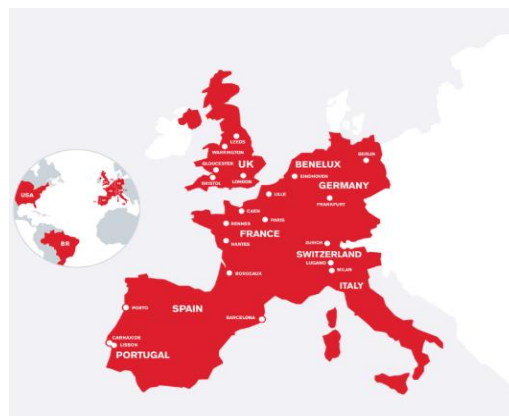 LEEDS
WARRINGTON
UK
GLOUCESTER
BRISTOL
LONDON
BENELUX
BERLIN
EINDHOVEN
GERMANY
LILLE
FRANKFURT
CAEN
RENNES
PARIS
FRANCE
NANTES
ZURICH
SWITZERLAND
LUGANO
MILAN
BORDEAUX
ITALY
SPAIN
PORTO
BARCELONA
CARNAXIDE
LISBON
PORTUGAL
USA
BR